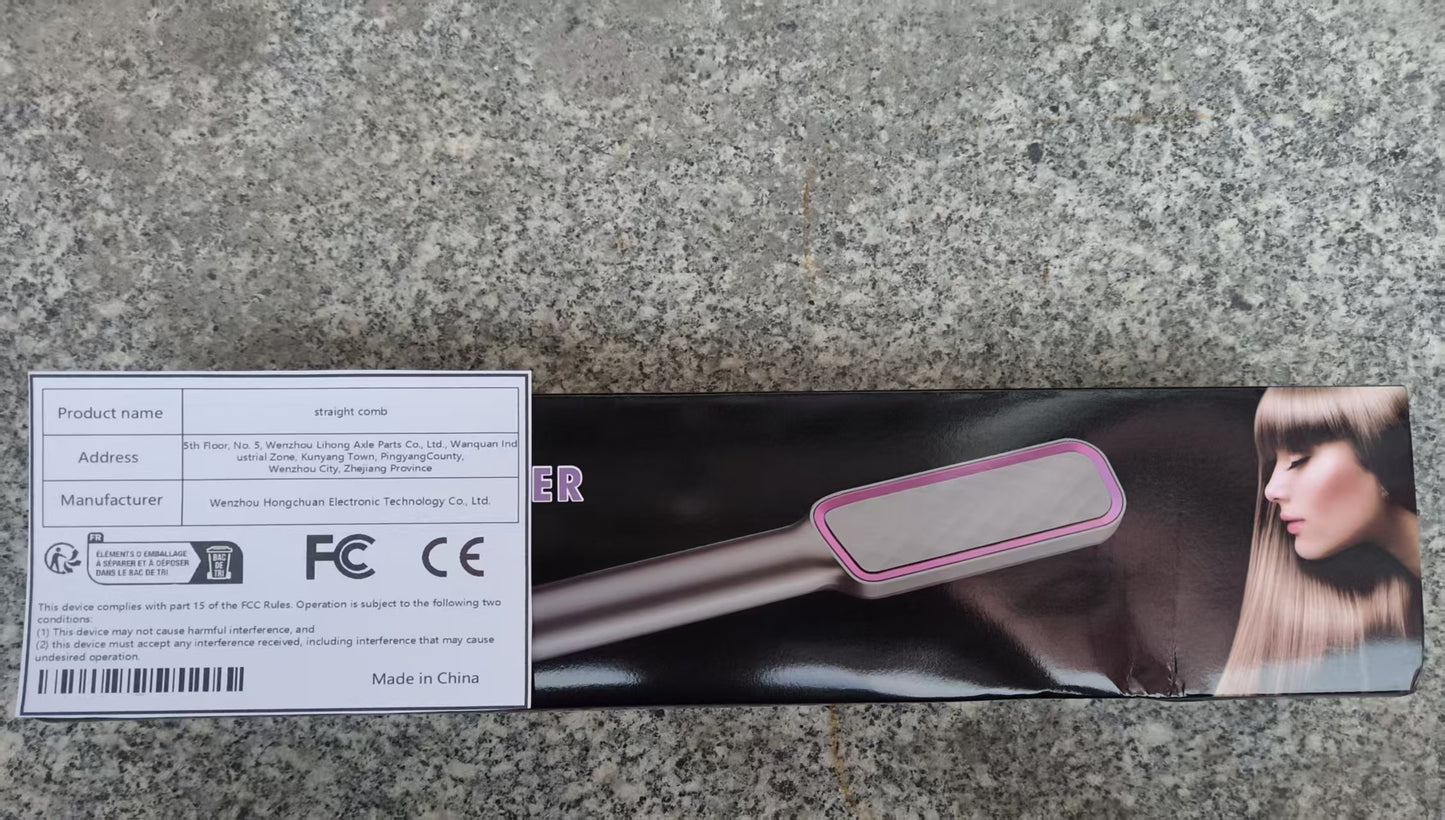 Product name
straight comb
Address
5th Floor, No. 5, Wenzhou Lihong Axle Parts Co., Ltd., Wanquan Ind
ustrial Zone, Kunyang Town, PingyangCounty,
Wenzhou City, Zhejiang Province
Manufacturer
Wenzhou Hongchuan Electronic Technology Co., Ltd.
ER
FR
ÉLÉMENTS D'EMBALLAGE
À SÉPARER ET À DÉPOSER
DANS LE BAC DE TRI
BAC
DE
TRI
FC
CE
This device complies with part 15 of the FCC Rules. Operation is subject to the following two
conditions:
(1) This device may not cause harmful interference, and
(2) this device must accept any interference received, including interference that may cause
undesired operation.
Made in China